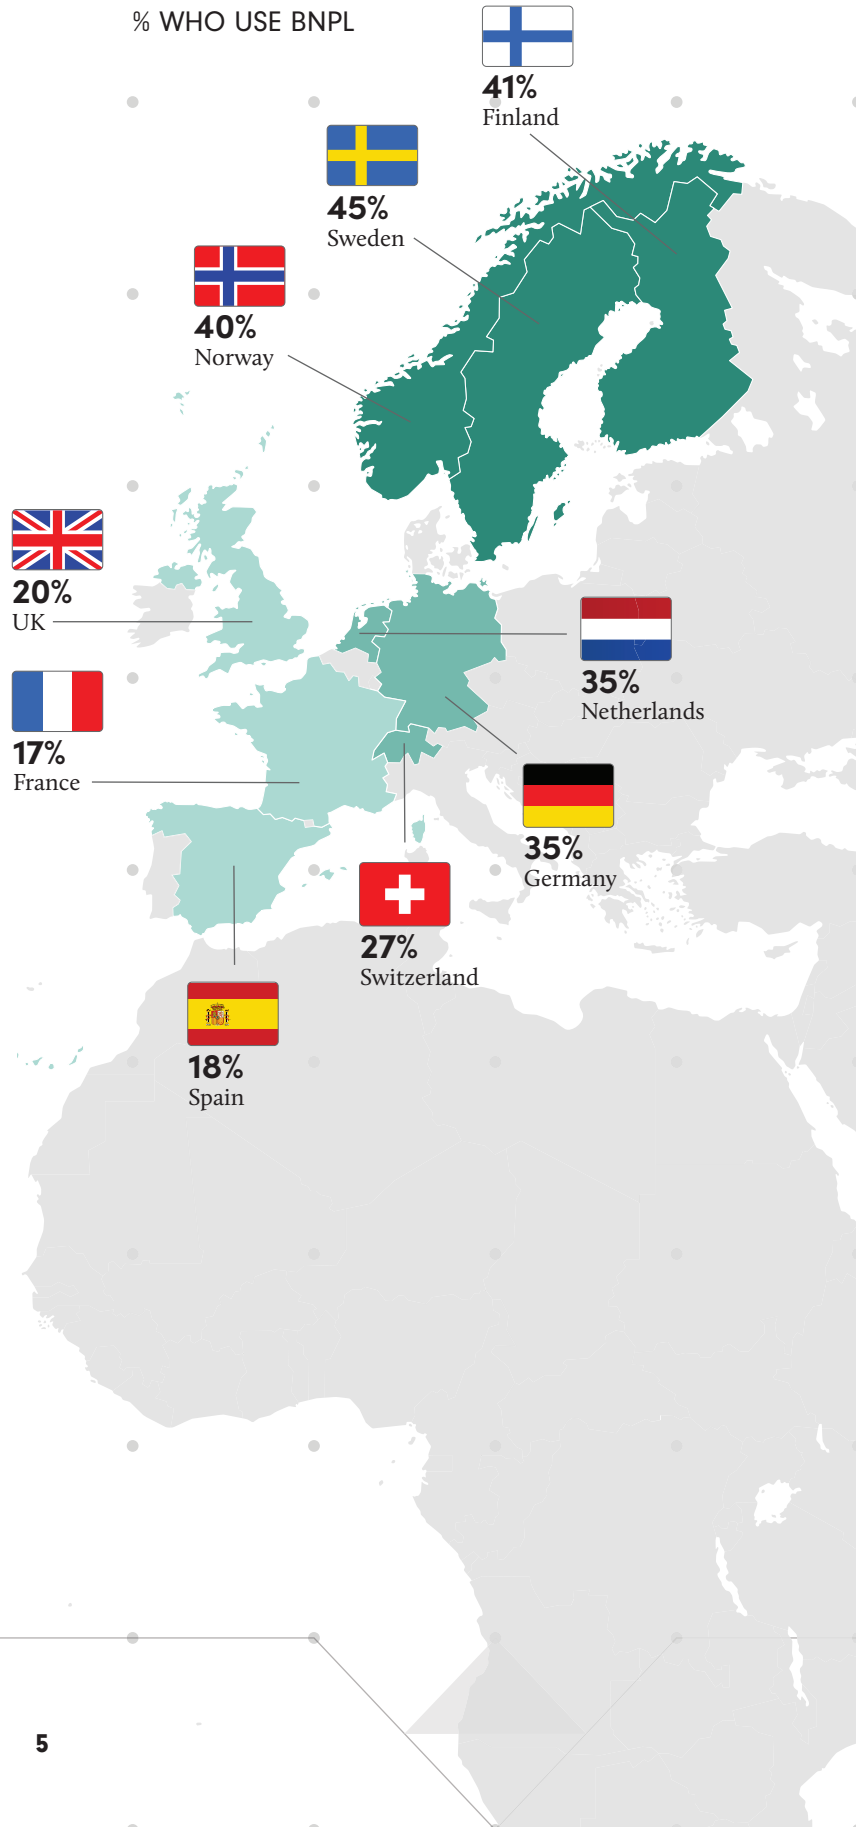 % WHO USE BNPL
41%
Finland
45%
Sweden
40%
Norway
20%
UK
35%
Netherlands
17%
France
35%
Germany
27%
Switzerland
18%
Spain
5